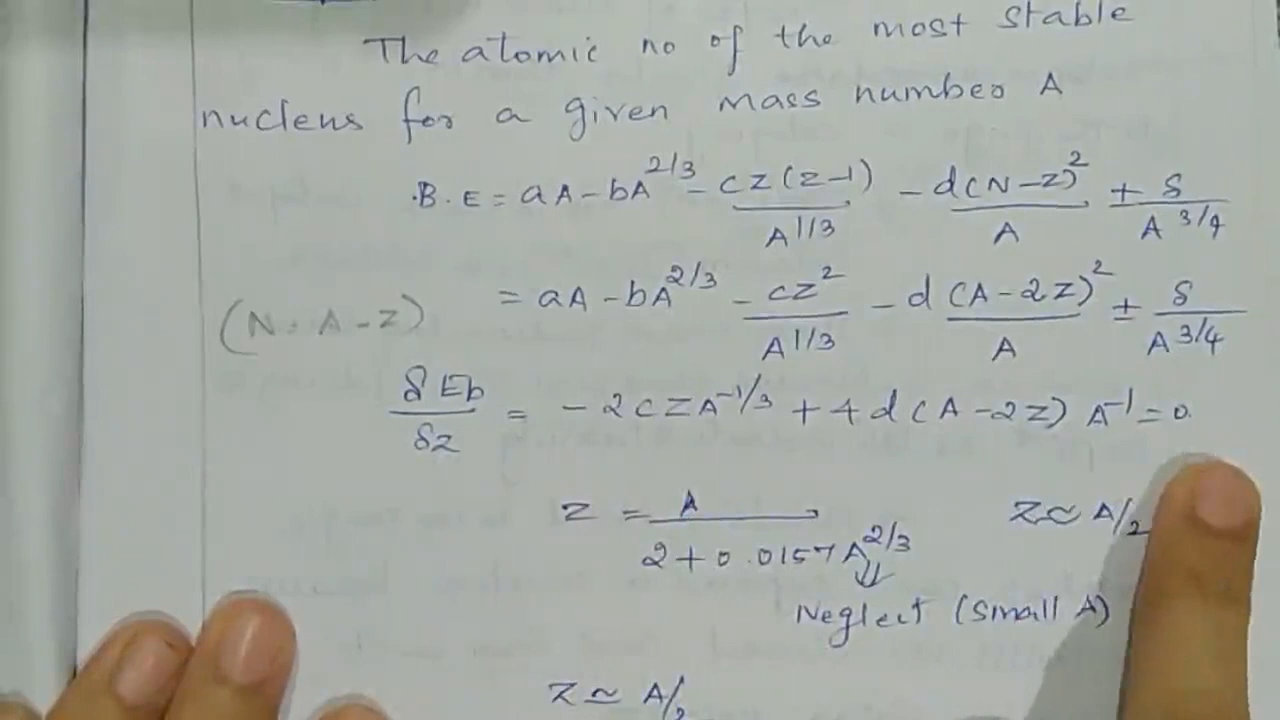 The atomic no of the most stable
nucleus for a given mass number A
B.E = aA - bA^{2/3} - cz(z-1)/A^{1/3} - d(N-Z)^2/A ± δ/A^{3/4}
(N = A-Z) = aA - bA^{2/3} - cz^2/A^{1/3} - d(A-2Z)^2/A ± δ/A^{3/4}
δEb/δz = -2czA^{-1/3} + 4d(A-2z) A^{-1} = 0
z = A/(2+0.0157A^{2/3}) Z≈A/2
⇓
Neglect (small A)
Z ≃ A/2